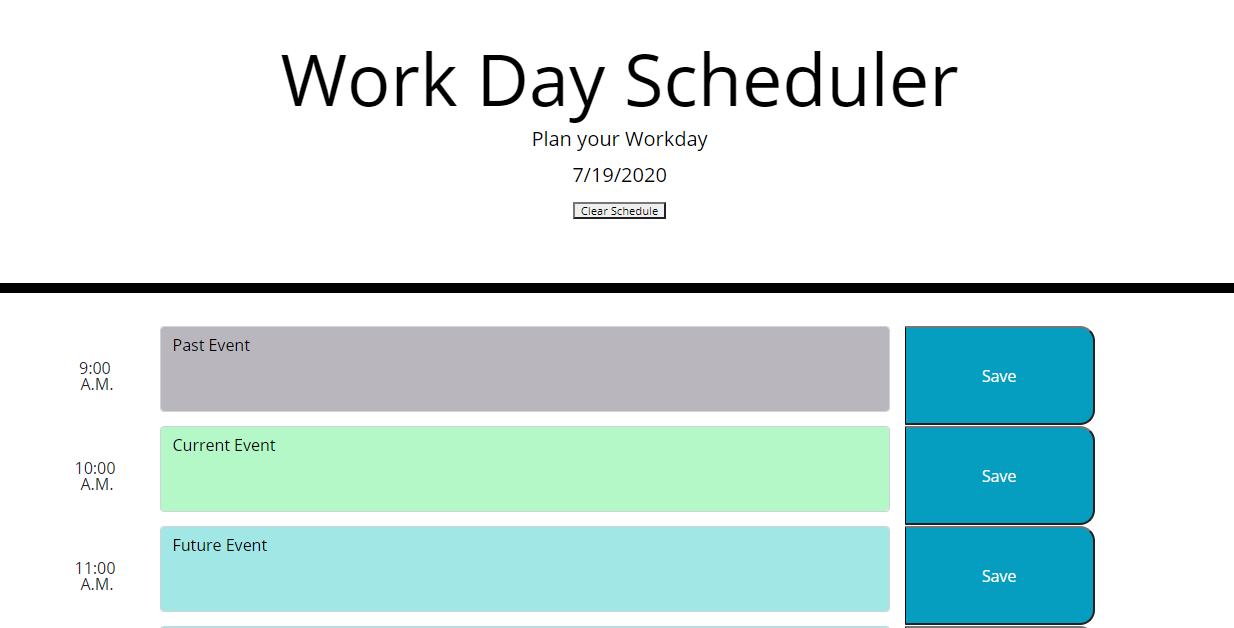 Work Day Scheduler
Plan your Workday
7/19/2020
Clear Schedule
9:00
A.M.
Past Event
Save
10:00
A.M.
Current Event
Save
11:00
A.M.
Future Event
Save